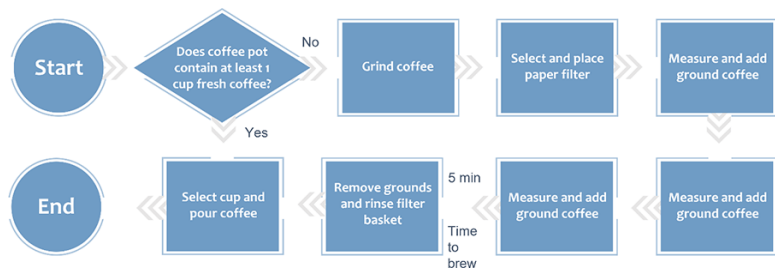 Start
Does coffee pot
contain at least 1
cup fresh coffee?
No
Grind coffee
Select and place
paper filter
Measure and add
ground coffee
Yes
End
Select cup and
pour coffee
Remove grounds
and rinse filter
basket
5 min
Time
to
brew
Measure and add
ground coffee
Measure and add
ground coffee